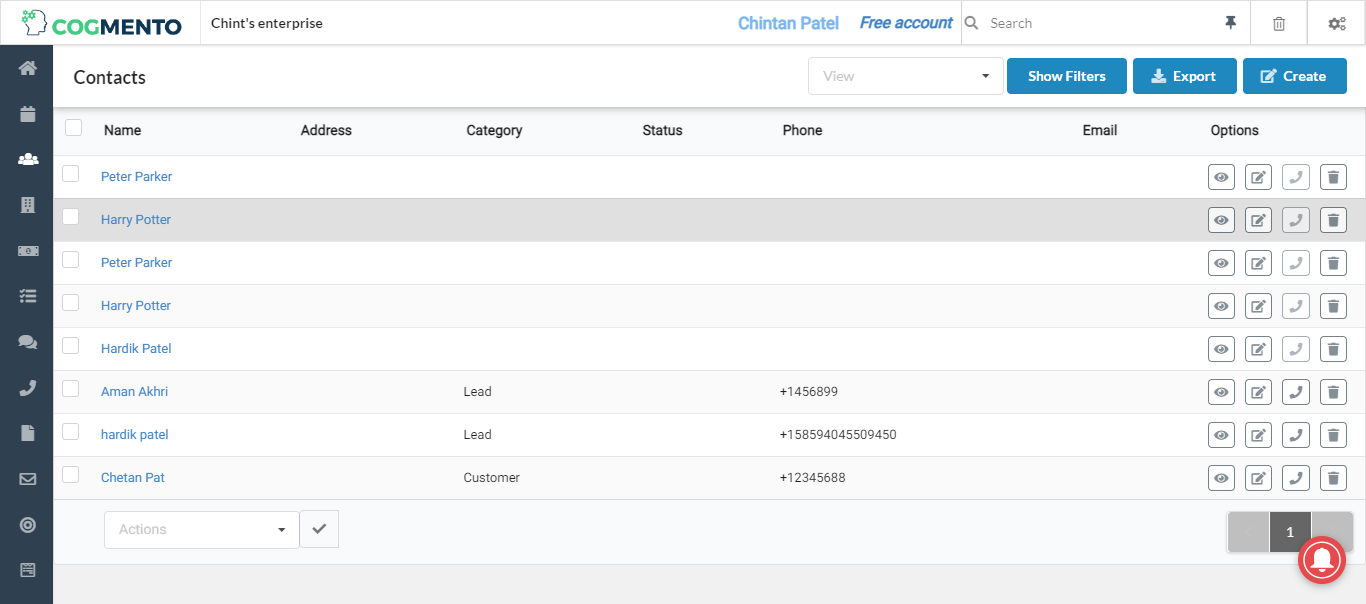 COGMENTO Chint's enterprise Chintan Patel Free account Search
Contacts View Show Filters Export Create
Name Address Category Status Phone Email Options
Peter Parker
Harry Potter
Peter Parker
Harry Potter
Hardik Patel
Aman Akhri Lead +1456899
hardik patel Lead +158594045509450
Chetan Pat Customer +12345688
Actions 1